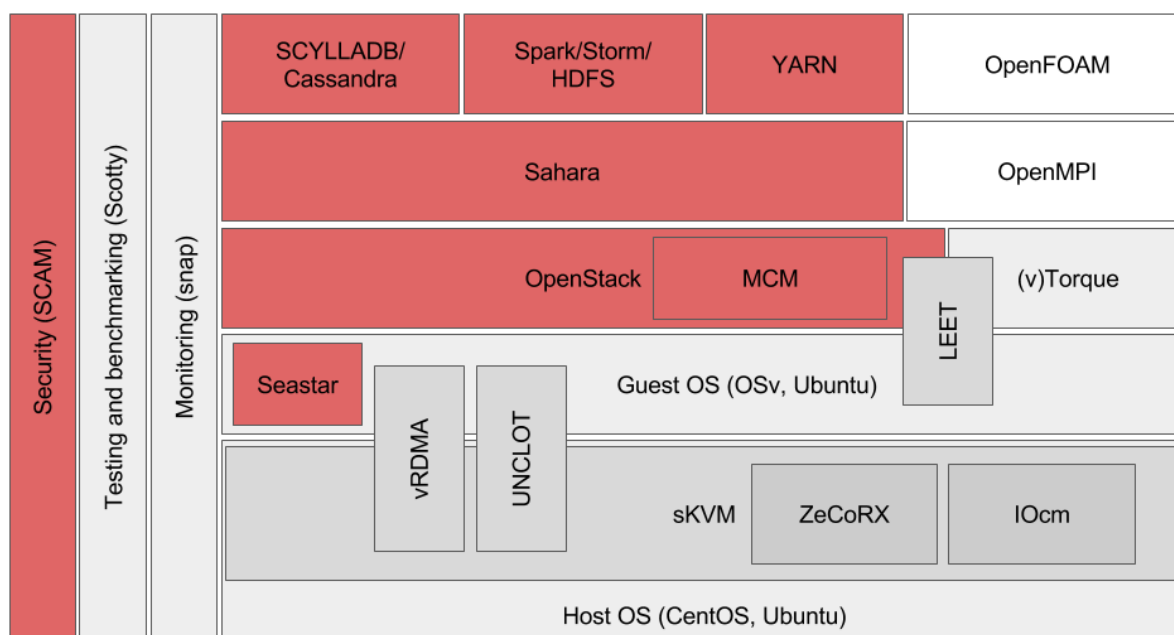 Security (SCAM)
Testing and benchmarking (Scotty)
Monitoring (snap)
SCYLLADB/
Cassandra
Spark/Storm/
HDFS
YARN
OpenFOAM
Sahara
OpenMPI
OpenStack
MCM
LEET
(v)Torque
Seastar
vRDMA
UNCLOT
Guest OS (OSv, Ubuntu)
sKVM
ZeCoRX
IOcm
Host OS (CentOS, Ubuntu)